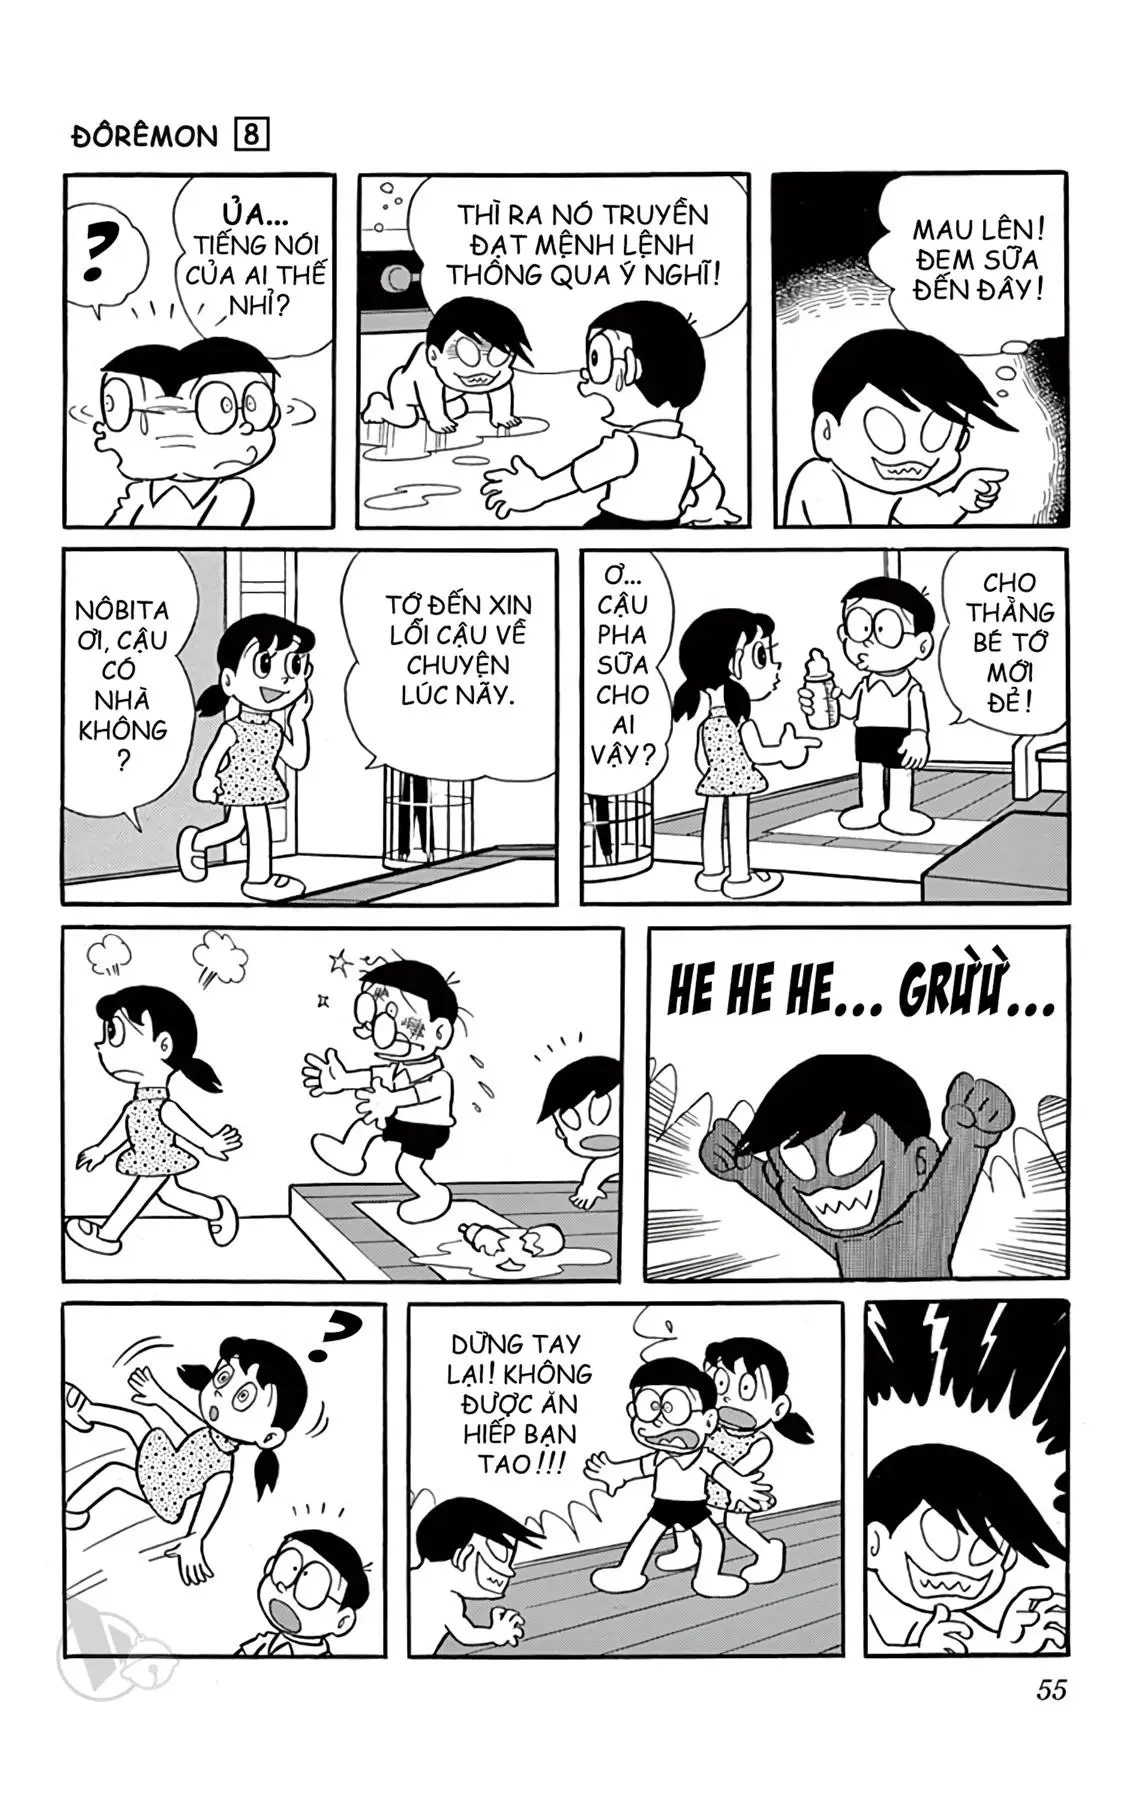 ĐÔRÊMON 8
?
ỦA...
TIẾNG NÓI
CỦA AI THẾ
NHỈ?
THÌ RA NÓ TRUYỀN
ĐẠT MỆNH LỆNH
THÔNG QUA Ý NGHĨ!
MAU LÊN!
ĐEM SỮA
ĐẾN ĐÂY!
NÔBITA
ƠI, CẬU
CÓ
NHÀ
KHÔNG
?
TỚ ĐẾN XIN
LỖI CẬU VỀ
CHUYỆN
LÚC NÃY.
Ơ...
CẬU
PHA
SỮA
CHO
AI
VẬY?
CHO
THẰNG
BÉ TỚ
MỚI
ĐẺ!
HE HE HE... GRỪỪ...
?
DỪNG TAY
LẠI! KHÔNG
ĐƯỢC ĂN
HIẾP BẠN
TAO!!!
55